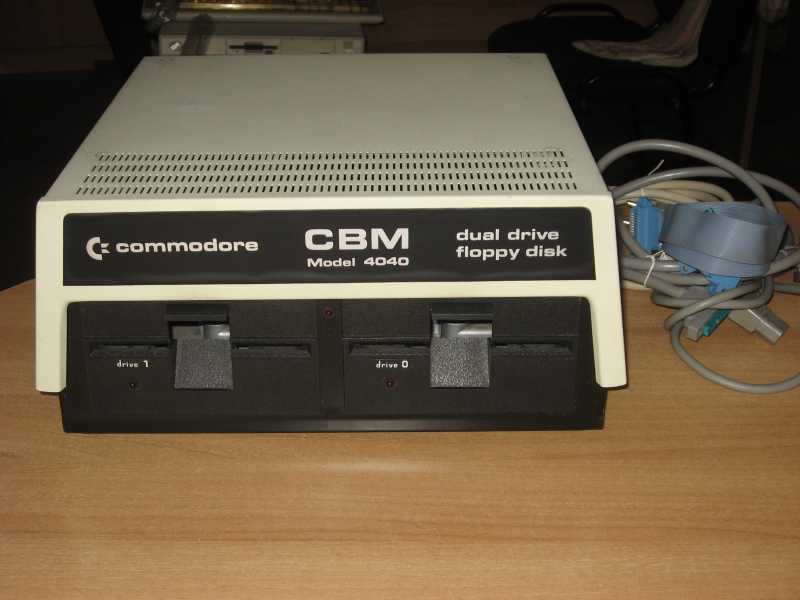 commodore
CBM
Model 4040
dual drive
floppy disk
drive 1
drive 0